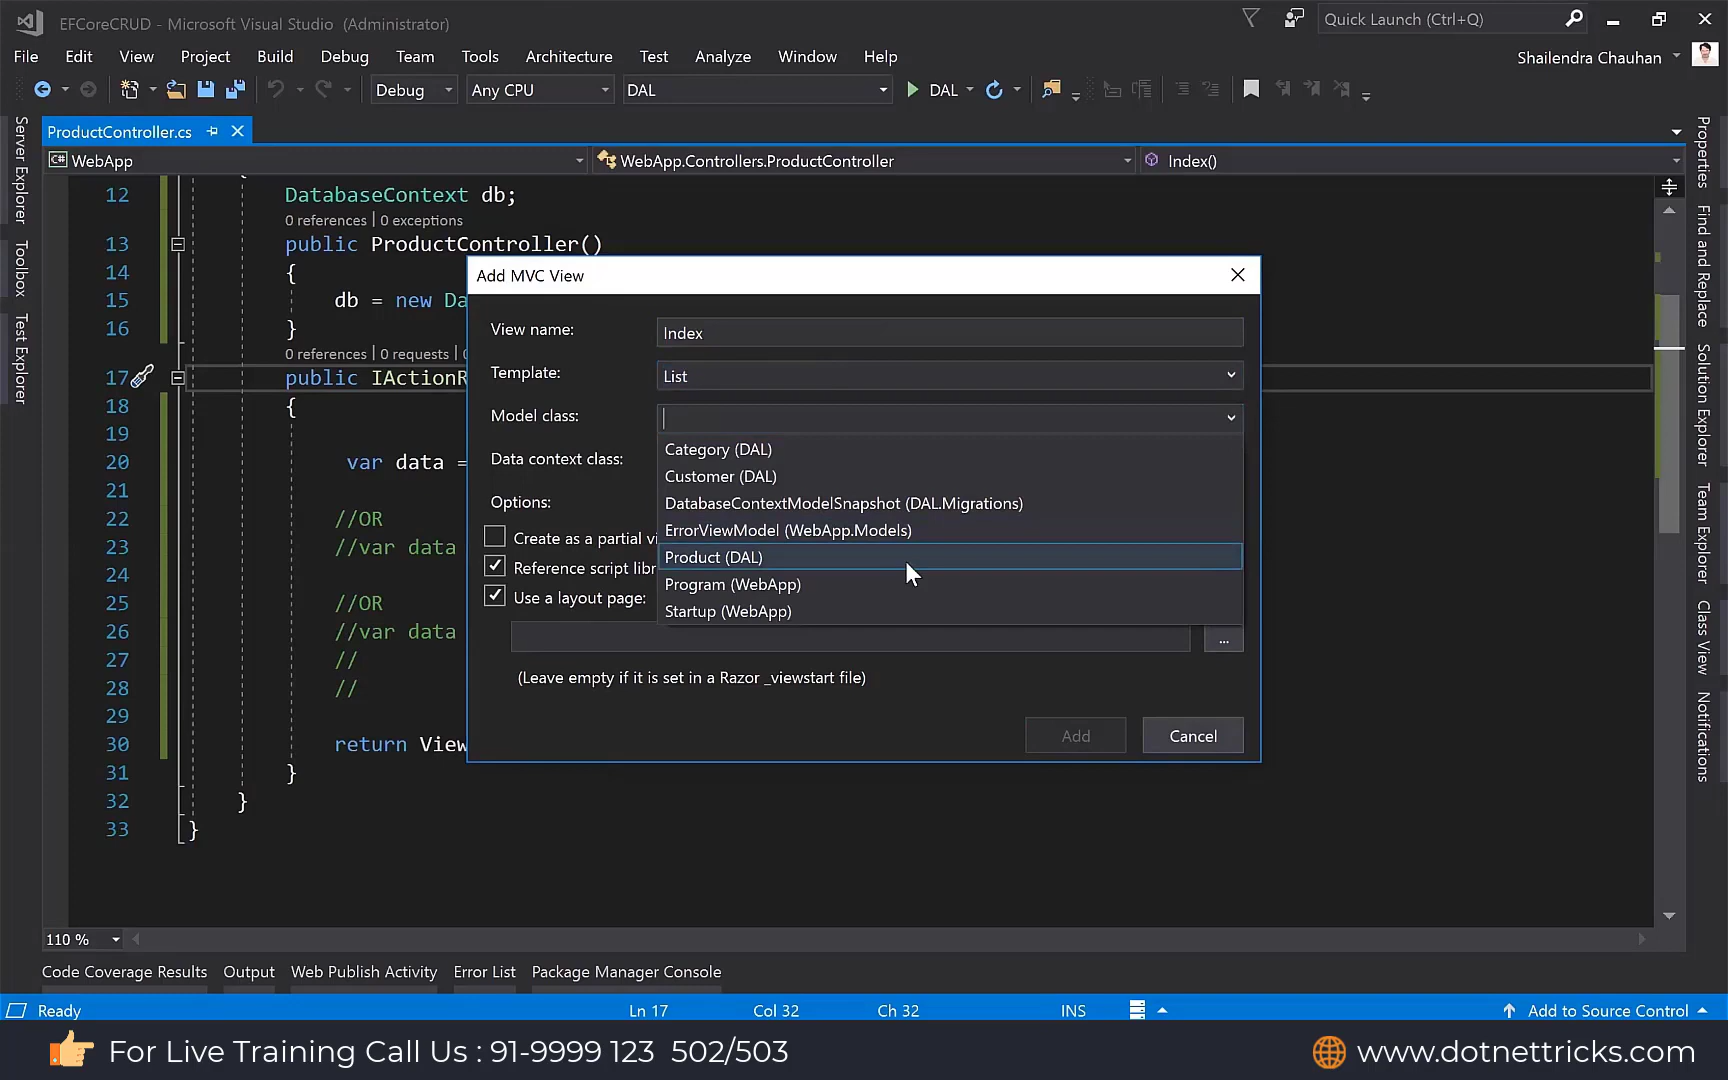 EFCoreCRUD - Microsoft Visual Studio (Administrator)
Quick Launch (Ctrl+Q)
File Edit View Project Build Debug Team Tools Architecture Test Analyze Window Help
Shailendra Chauhan
Debug Any CPU DAL DAL
ProductController.cs
WebApp WebApp.Controllers.ProductController Index()
Server Explorer
Toolbox
Test Explorer
12 DatabaseContext db;
0 references | 0 exceptions
13 public ProductController()
14 {
15 db = new Da
16 }
0 references | 0 requests |
17 public IActionR
18 {
19
20 var data =
21
22 //OR
23 //var data
24
25 //OR
26 //var data
27 //
28 //
29
30 return View
31 }
32 }
33 }
Add MVC View
View name: Index
Template: List
Model class:
Category (DAL)
Customer (DAL)
DatabaseContextModelSnapshot (DAL.Migrations)
ErrorViewModel (WebApp.Models)
Product (DAL)
Program (WebApp)
Startup (WebApp)
Data context class:
Options:
Create as a partial vi
Reference script libr
Use a layout page:
...
(Leave empty if it is set in a Razor _viewstart file)
Add Cancel
Properties
Find and Replace
Solution Explorer
Team Explorer
Class View
Notifications
110 %
Code Coverage Results Output Web Publish Activity Error List Package Manager Console
Ready Ln 17 Col 32 Ch 32 INS Add to Source Control
For Live Training Call Us : 91-9999 123 502/503
www.dotnettricks.com